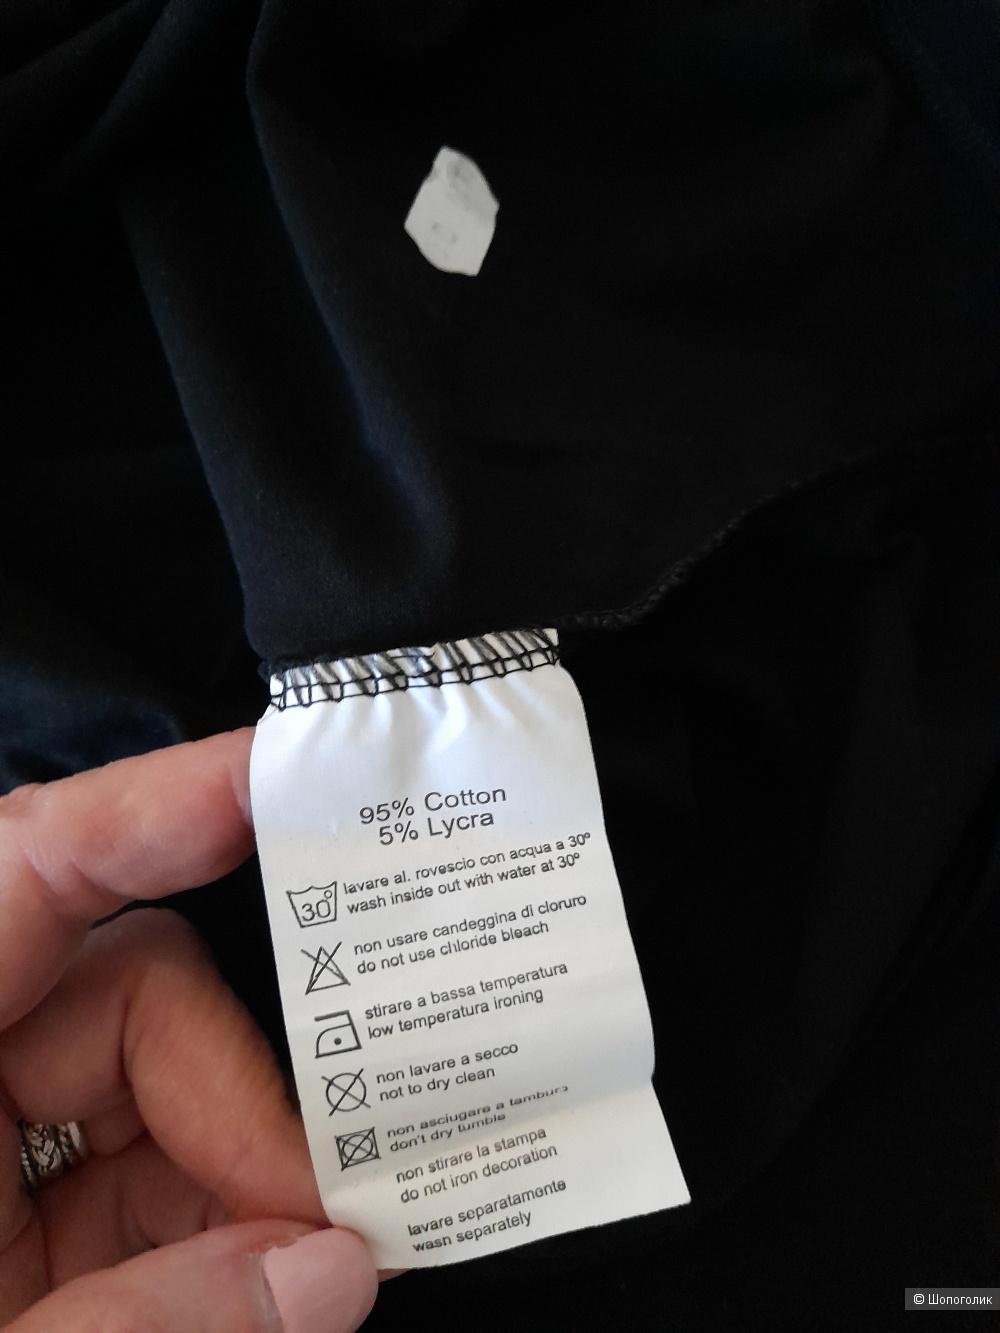 95% Cotton
5% Lycra
30°
lavare al. rovescio con acqua a 30°
wash inside out with water at 30°
non usare candeggina di cloruro
do not use chloride bleach
stirare a bassa temperatura
low temperature ironing
non lavare a secco
not to dry clean
non asciugare a tamburo
don't dry tumble
non stirare la stampa
do not iron decoration
lavare separatamente
wash separately
© Шопоголик